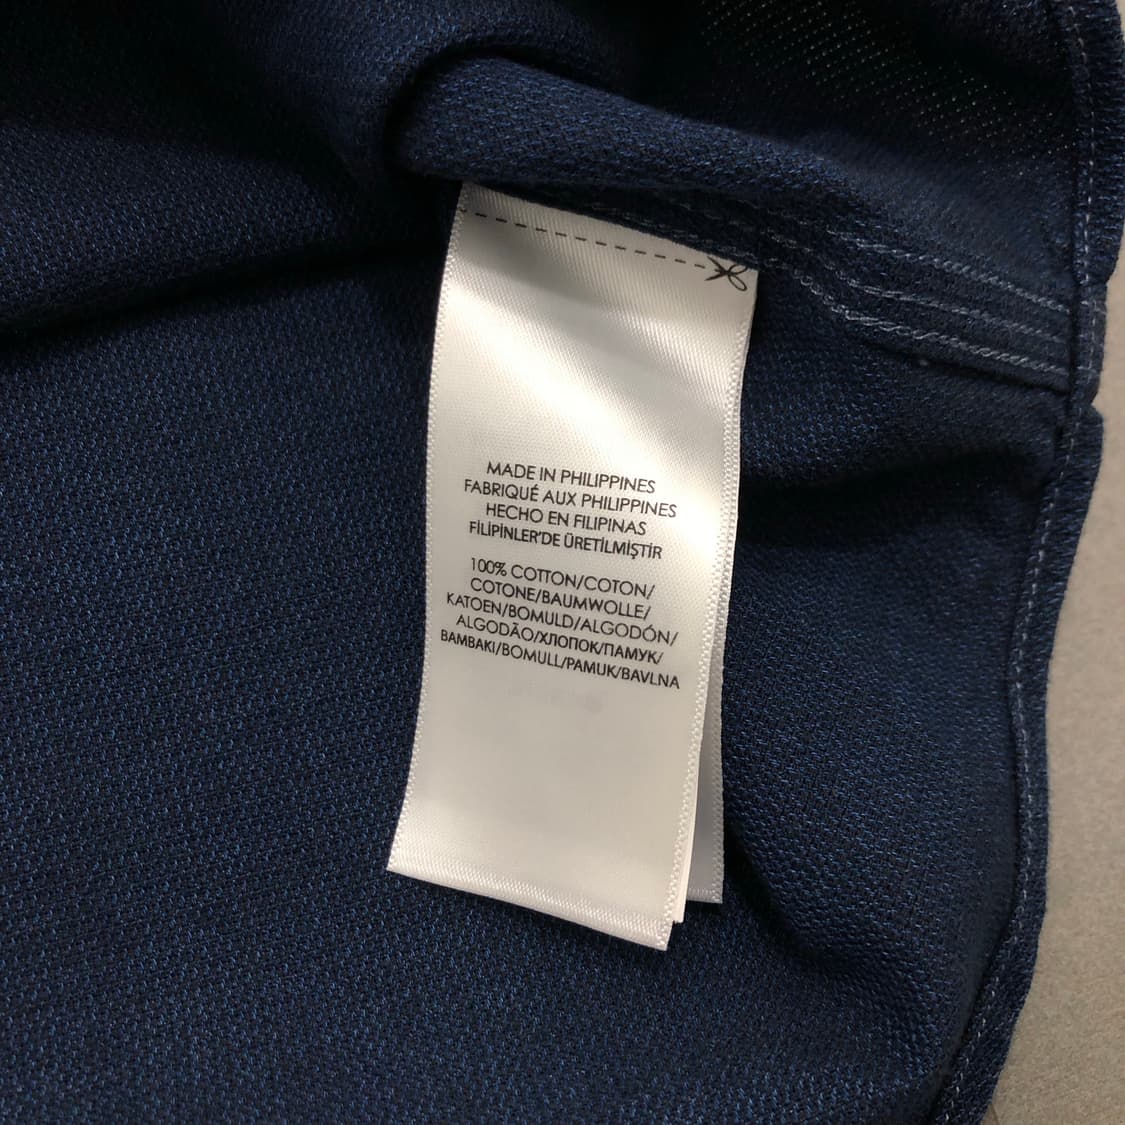 MADE IN PHILIPPINES
FABRIQUÉ AUX PHILIPPINES
HECHO EN FILIPINAS
FİLİPİNLER'DE ÜRETİLMİŞTİR
100% COTTON/COTON/
COTONE/BAUMWOLLE/
KATOEN/BOMULD/ALGODÓN/
ALGODÃO/ХЛОПОК/ПАМУК/
BAMBAKI/BOMULL/PAMUK/BAVLNA